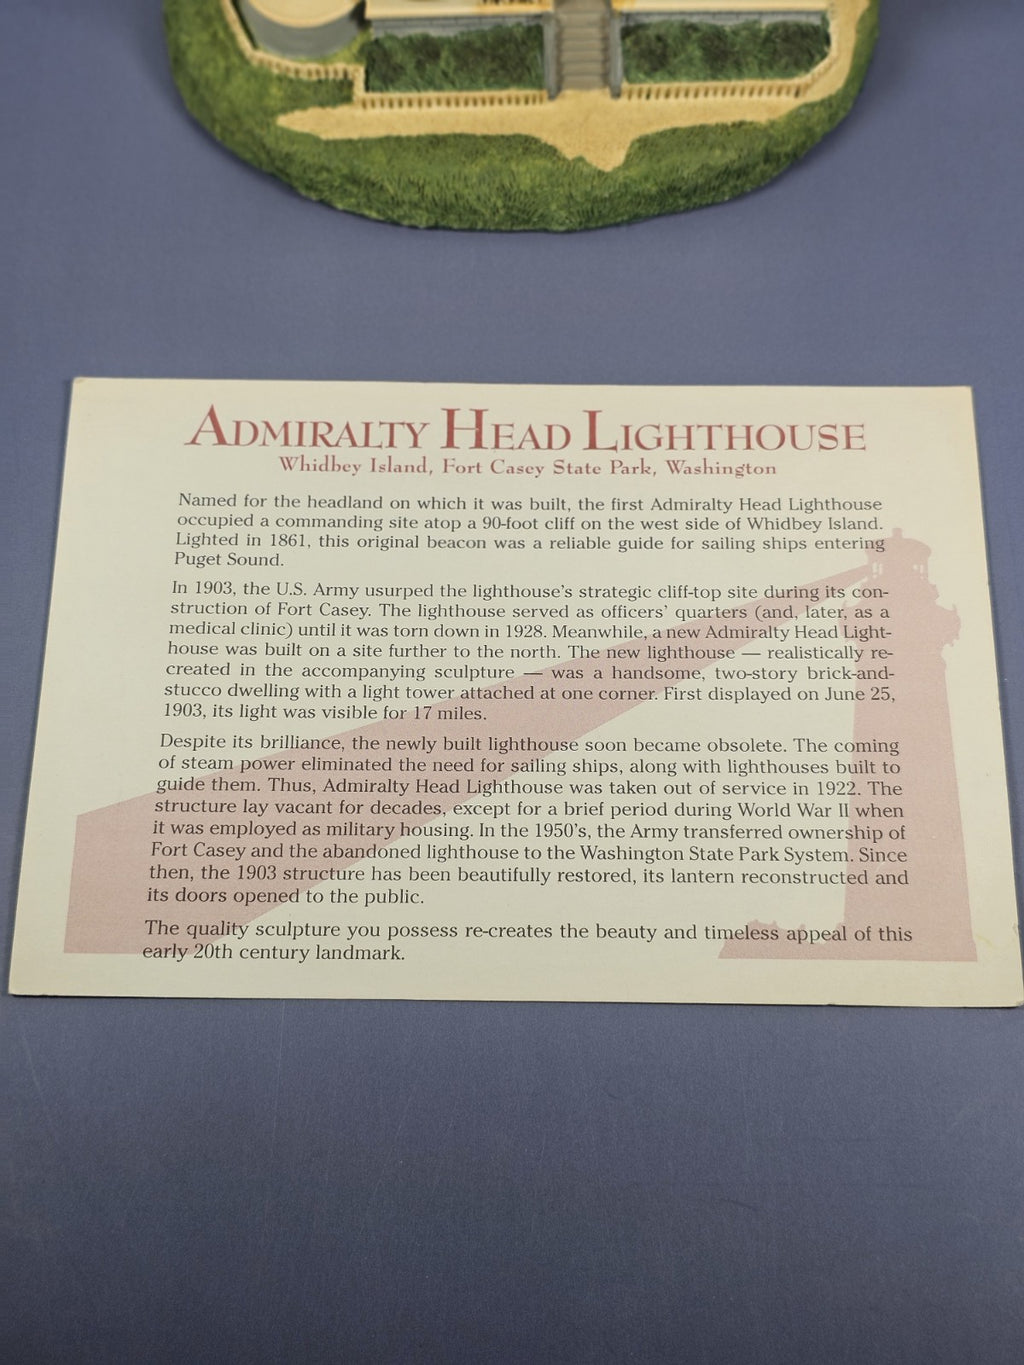 ADMIRALTY HEAD LIGHTHOUSE
Whidbey Island, Fort Casey State Park, Washington
Named for the headland on which it was built, the first Admiralty Head Lighthouse
occupied a commanding site atop a 90-foot cliff on the west side of Whidbey Island.
Lighted in 1861, this original beacon was a reliable guide for sailing ships entering
Puget Sound.
In 1903, the U.S. Army usurped the lighthouse's strategic cliff-top site during its con-
struction of Fort Casey. The lighthouse served as officers' quarters (and, later, as a
medical clinic) until it was torn down in 1928. Meanwhile, a new Admiralty Head Light-
house was built on a site further to the north. The new lighthouse — realistically re-
created in the accompanying sculpture — was a handsome, two-story brick-and-
stucco dwelling with a light tower attached at one corner. First displayed on June 25,
1903, its light was visible for 17 miles.
Despite its brilliance, the newly built lighthouse soon became obsolete. The coming
of steam power eliminated the need for sailing ships, along with lighthouses built to
guide them. Thus, Admiralty Head Lighthouse was taken out of service in 1922. The
structure lay vacant for decades, except for a brief period during World War II when
it was employed as military housing. In the 1950's, the Army transferred ownership of
Fort Casey and the abandoned lighthouse to the Washington State Park System. Since
then, the 1903 structure has been beautifully restored, its lantern reconstructed and
its doors opened to the public.
The quality sculpture you possess re-creates the beauty and timeless appeal of this
early 20th century landmark.